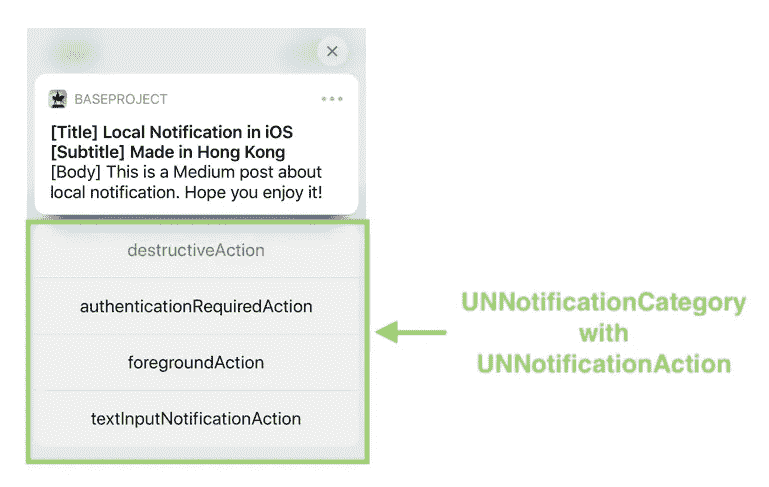 BASEPROJECT
[Title] Local Notification in iOS
[Subtitle] Made in Hong Kong
[Body] This is a Medium post about
local notification. Hope you enjoy it!
destructiveAction
authenticationRequiredAction
foregroundAction
textInputNotificationAction
UNNotificationCategory
with
UNNotificationAction